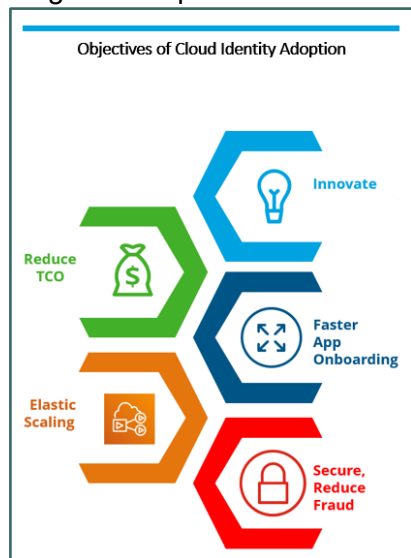 Objectives of Cloud Identity Adoption
Innovate
Reduce
TCO
$
Faster
App
Onboarding
Elastic
Scaling
Secure,
Reduce
Fraud